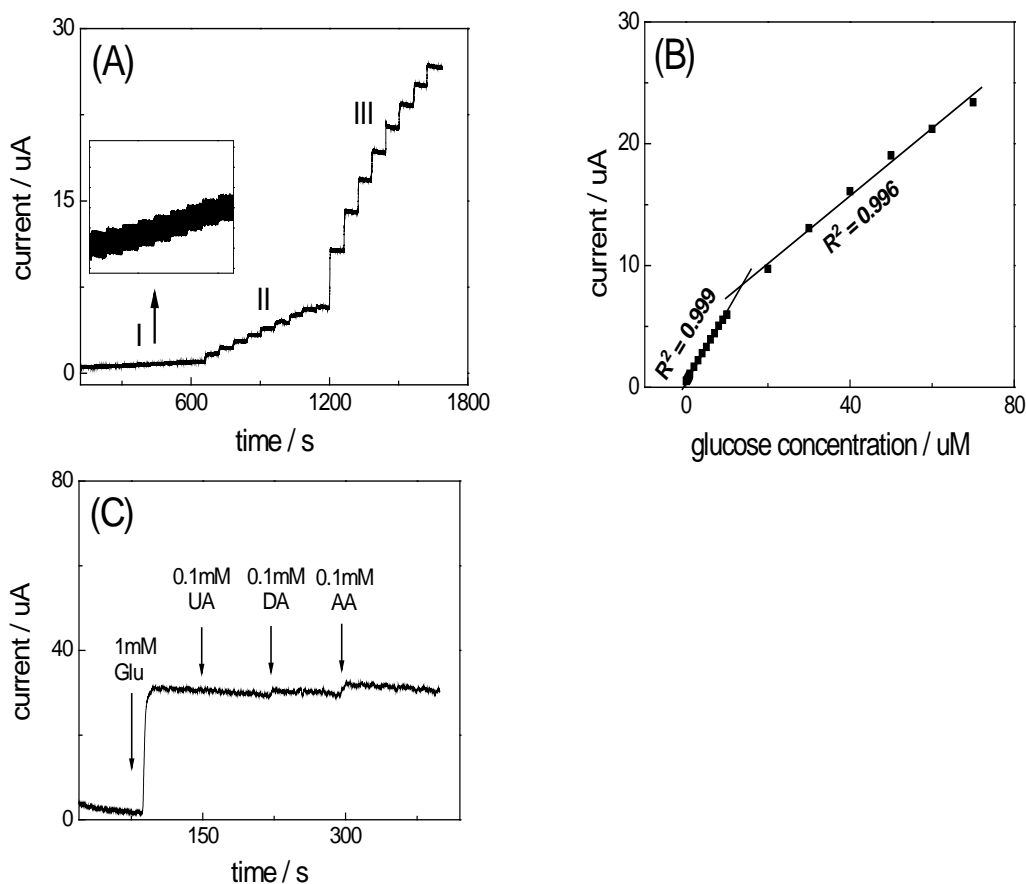 (A)
30
15
0
current / uA
I
II
III
600
1200
1800
time / s
(B)
30
20
10
0
current / uA
R² = 0.999
R² = 0.996
0
40
80
glucose concentration / uM
(C)
80
40
0
current / uA
1mM
Glu
0.1mM
UA
0.1mM
DA
0.1mM
AA
150
300
time / s